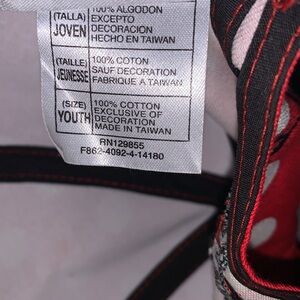 (TALLA) 100% ALGODON
JOVEN EXCEPTO
DECORACION
HECHO EN TAIWAN
(TAILLE) 100% COTON
JEUNESSE SAUF DECORATION
FABRIQUE A TAIWAN
(SIZE) 100% COTTON
YOUTH EXCLUSIVE OF
DECORATION
MADE IN TAIWAN
RN129855
F862-4092-4-14180